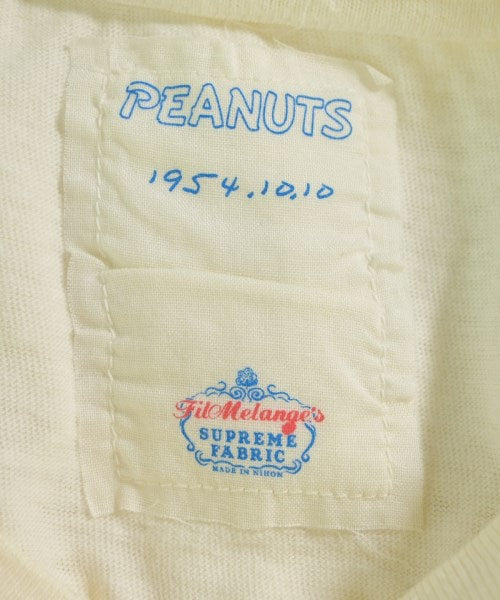 PEANUTS
1954.10.10
FilMelange's
SUPREME
FABRIC
MADE IN NIHON